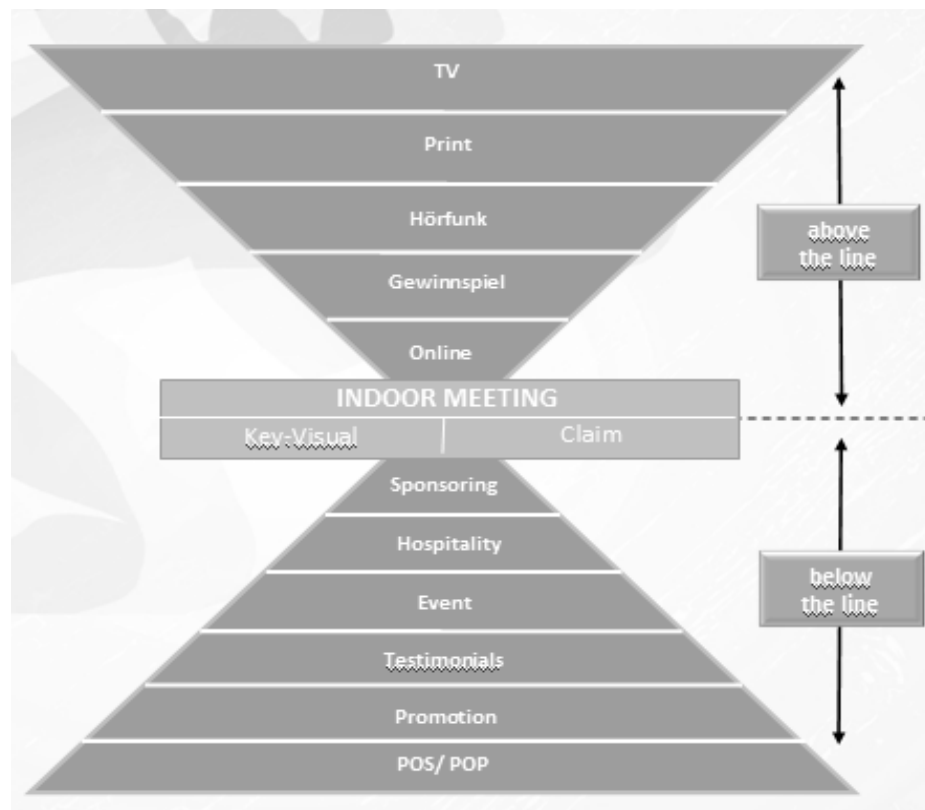 TV
Print
Hörfunk
above
the line
Gewinnspiel
Online
INDOOR MEETING
Key-Visual Claim
Sponsoring
Hospitality
below
the line
Event
Testimonials
Promotion
POS/ POP